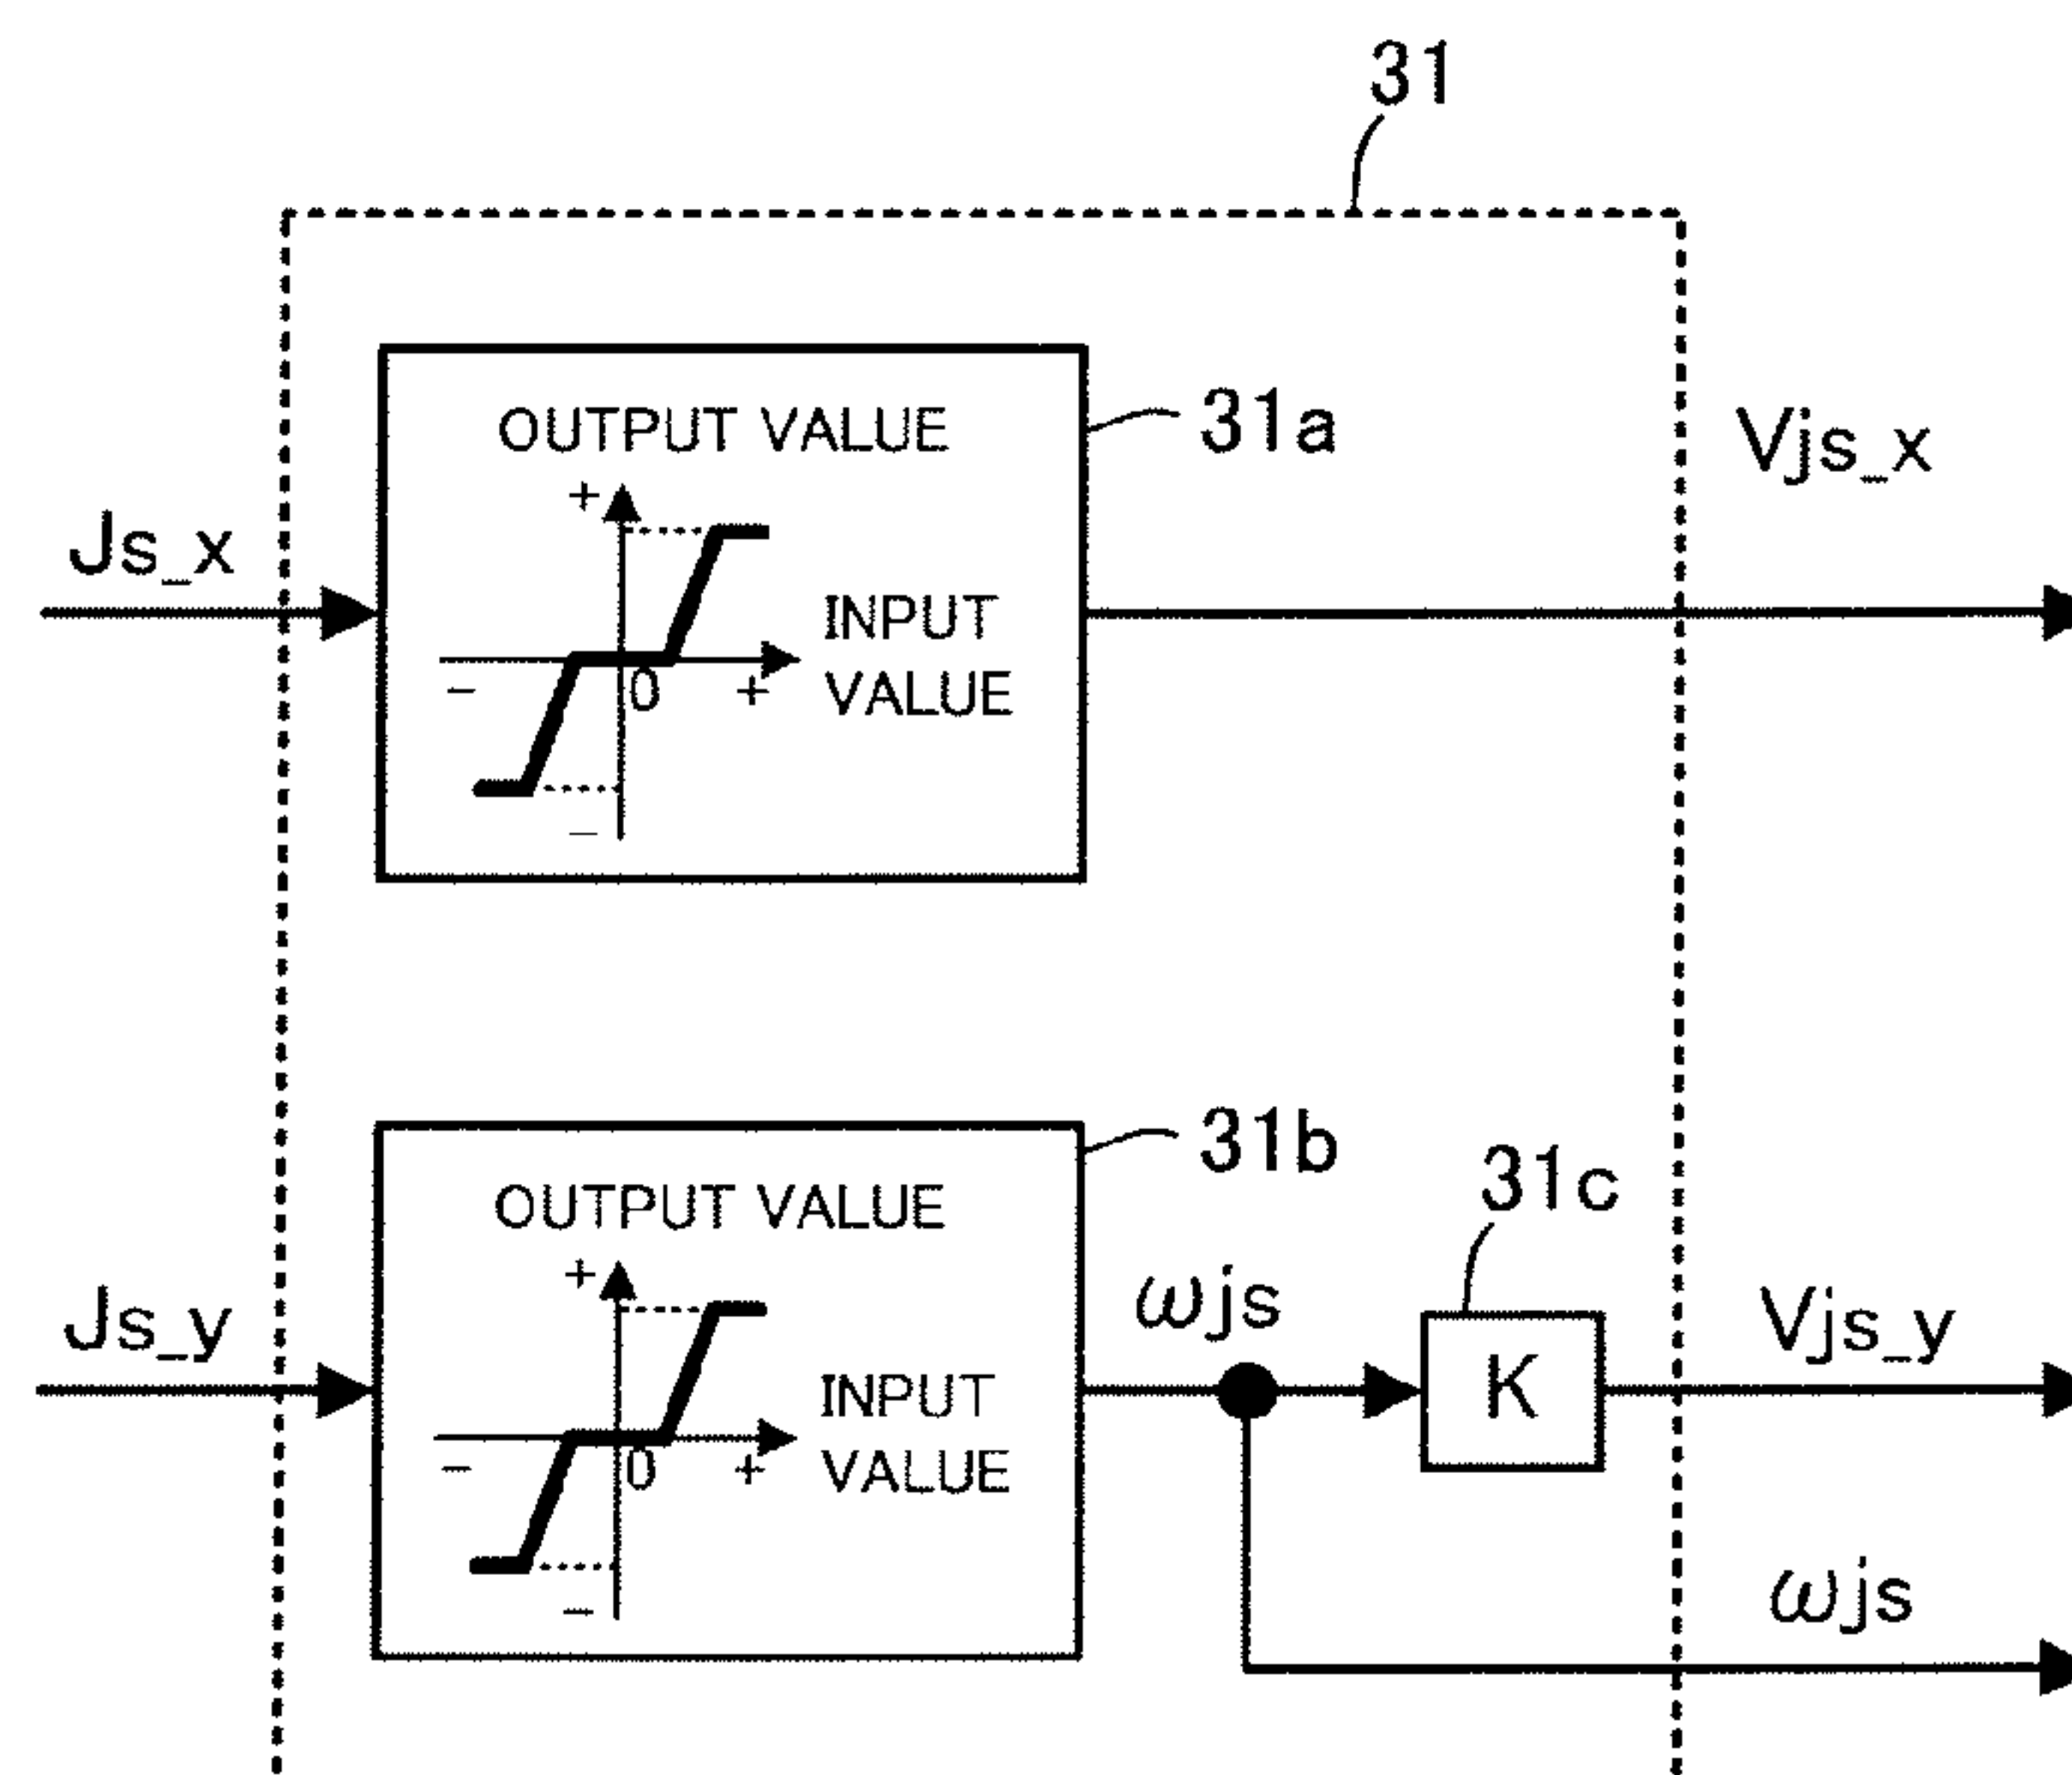 31
OUTPUT VALUE
31a
Vjs_x
Js_x
+
INPUT
VALUE
-
0
+
-
31b
31c
OUTPUT VALUE
ωjs
Js_y
+
K
Vjs_y
INPUT
VALUE
-
0
+
-
ωjs